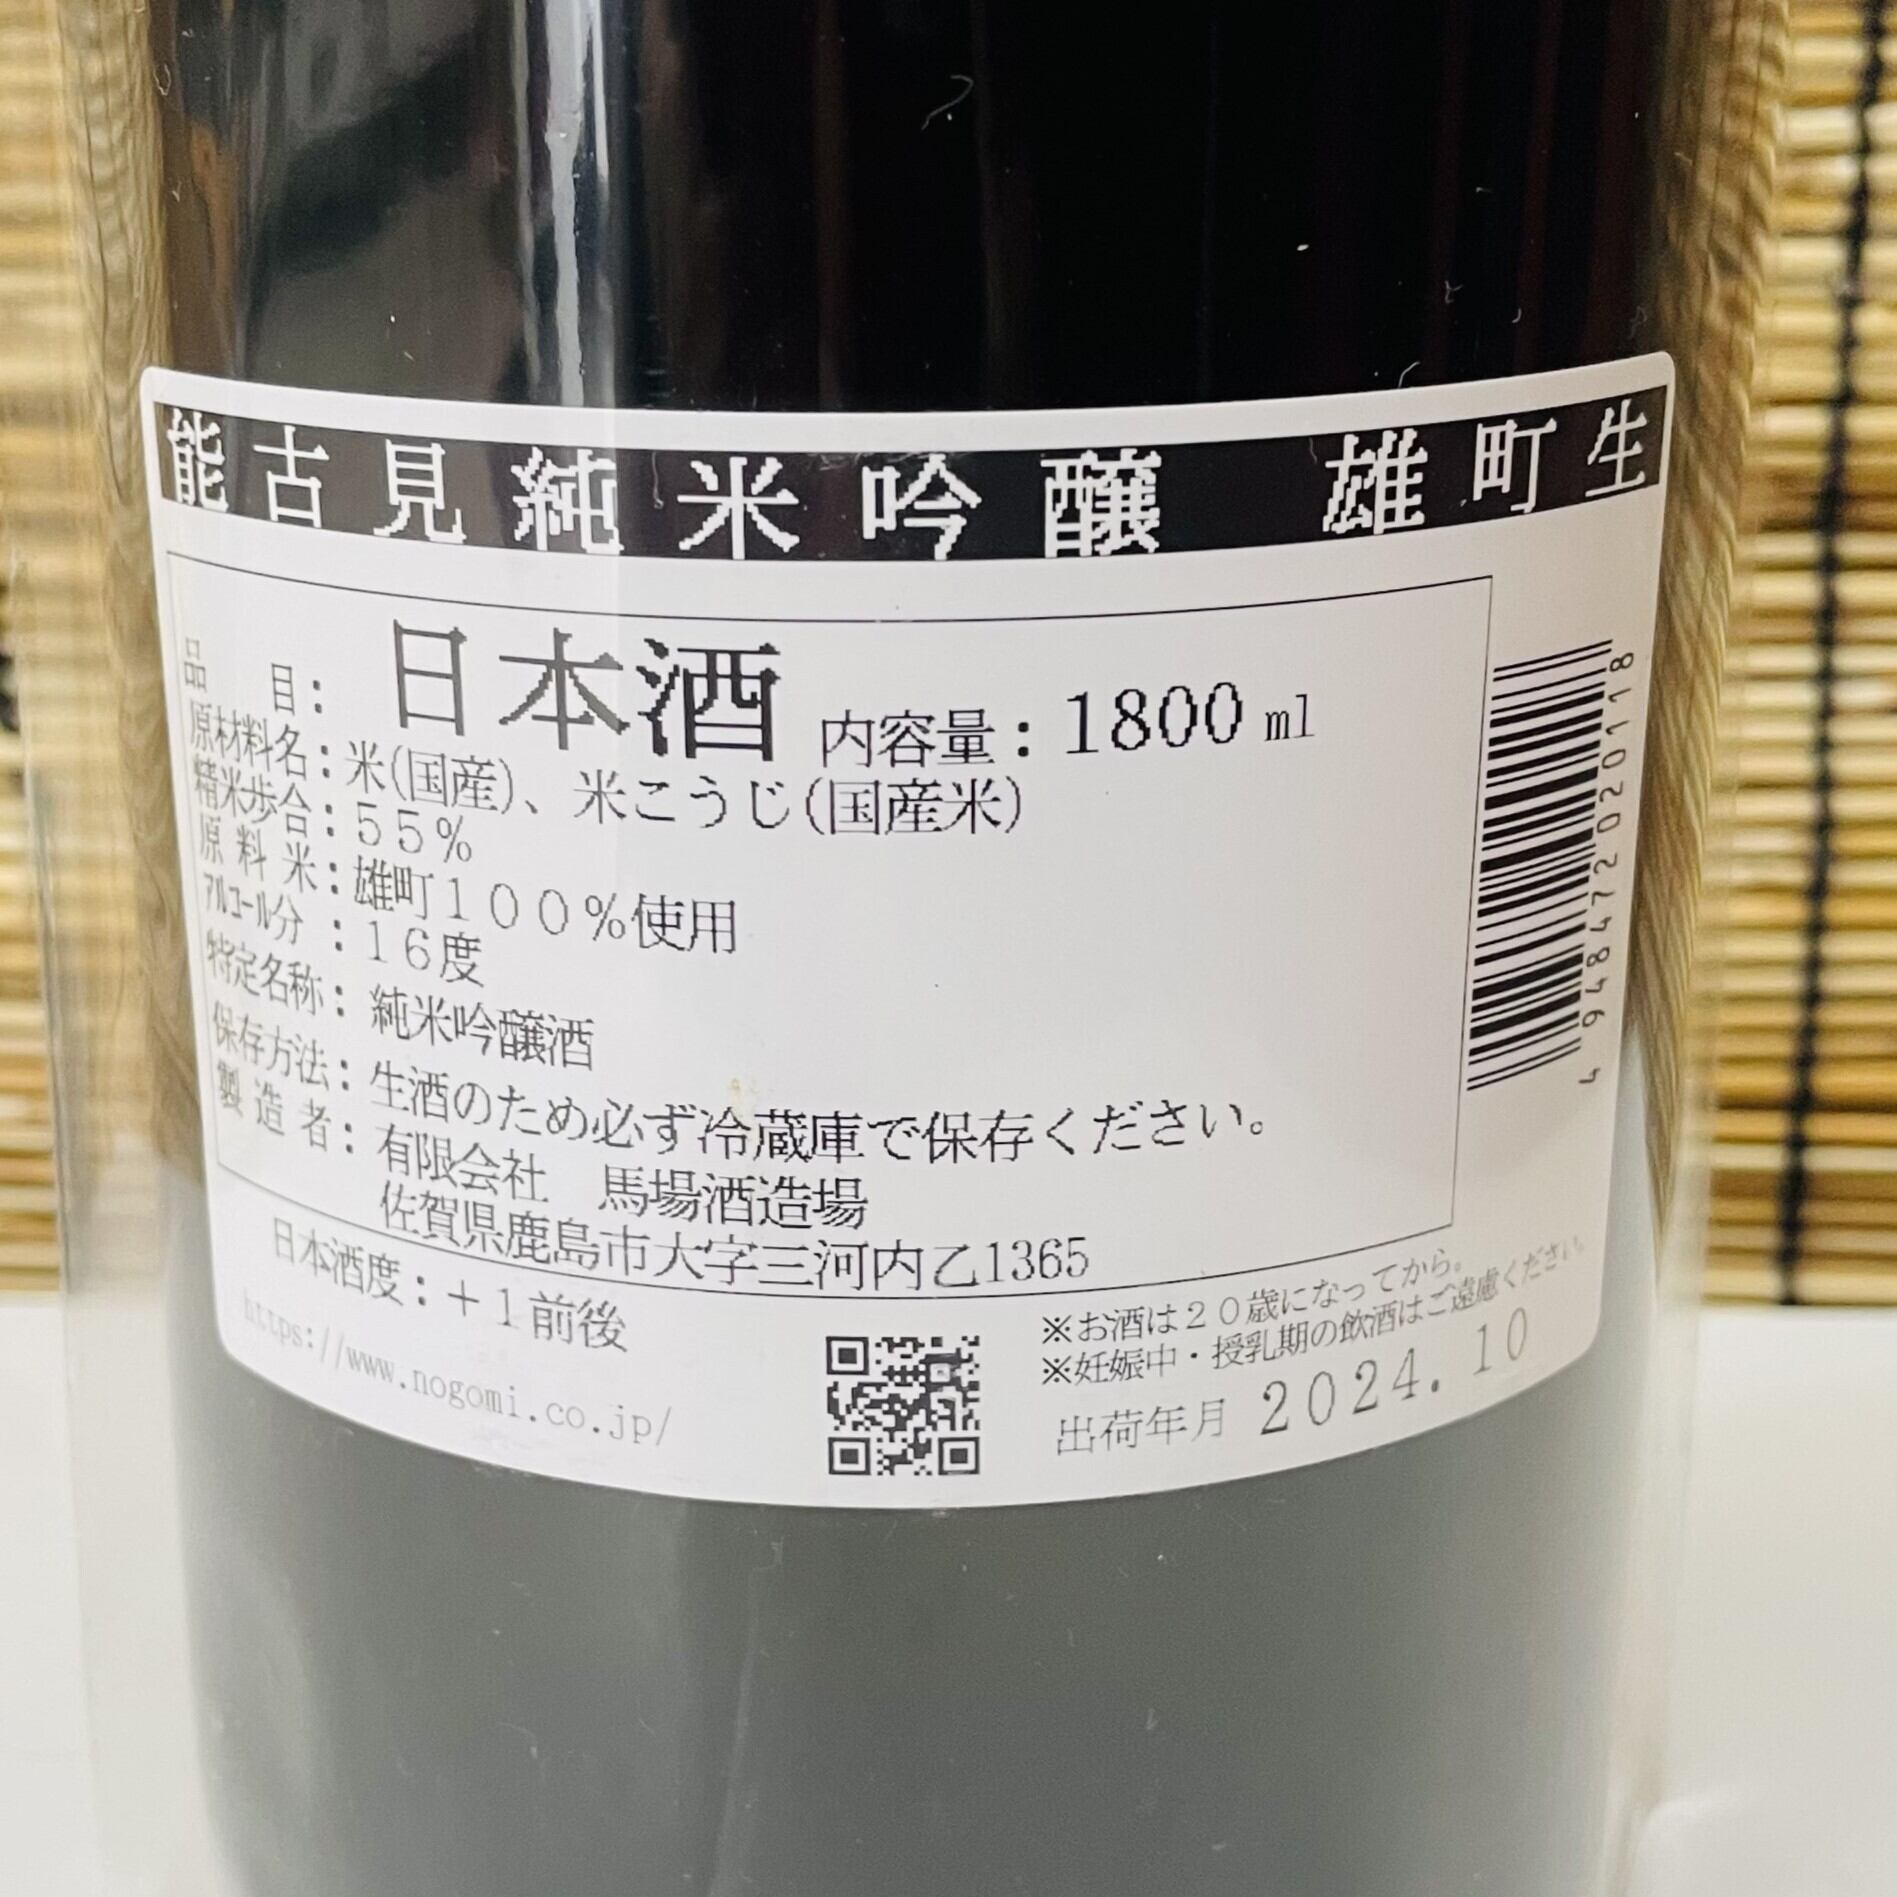 能古見純米吟醸　雄町生
品　　目：日本酒 内容量：1800 ml
原材料名：米(国産)、米こうじ(国産米)
精米歩合：５５％
原 料 米：雄町１００％使用
ｱﾙｺｰﾙ分 ：１６度
特定名称：純米吟醸酒
保存方法：生酒のため必ず冷蔵庫で保存ください。
製 造 者：有限会社　馬場酒造場
佐賀県鹿島市大字三河内乙1365
日本酒度：＋１前後
https://www.nogomi.co.jp/
※お酒は２０歳になってから。
※妊娠中・授乳期の飲酒はご遠慮ください。
出荷年月 2024.10
4948472020118